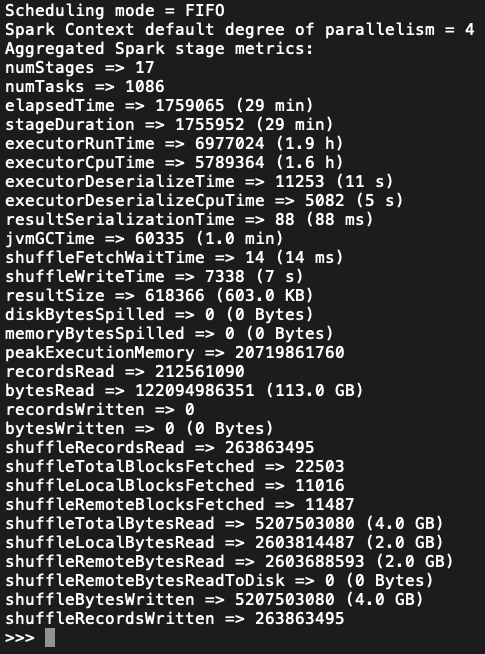 Scheduling mode = FIFO
Spark Context default degree of parallelism = 4
Aggregated Spark stage metrics:
numStages => 17
numTasks => 1086
elapsedTime => 1759065 (29 min)
stageDuration => 1755952 (29 min)
executorRunTime => 6977024 (1.9 h)
executorCpuTime => 5789364 (1.6 h)
executorDeserializeTime => 11253 (11 s)
executorDeserializeCpuTime => 5082 (5 s)
resultSerializationTime => 88 (88 ms)
jvmGCTime => 60335 (1.0 min)
shuffleFetchWaitTime => 14 (14 ms)
shuffleWriteTime => 7338 (7 s)
resultSize => 618366 (603.0 KB)
diskBytesSpilled => 0 (0 Bytes)
memoryBytesSpilled => 0 (0 Bytes)
peakExecutionMemory => 20719861760
recordsRead => 212561090
bytesRead => 122094986351 (113.0 GB)
recordsWritten => 0
bytesWritten => 0 (0 Bytes)
shuffleRecordsRead => 263863495
shuffleTotalBlocksFetched => 22503
shuffleLocalBlocksFetched => 11016
shuffleRemoteBlocksFetched => 11487
shuffleTotalBytesRead => 5207503080 (4.0 GB)
shuffleLocalBytesRead => 2603814487 (2.0 GB)
shuffleRemoteBytesRead => 2603688593 (2.0 GB)
shuffleRemoteBytesReadToDisk => 0 (0 Bytes)
shuffleBytesWritten => 5207503080 (4.0 GB)
shuffleRecordsWritten => 263863495
>>>